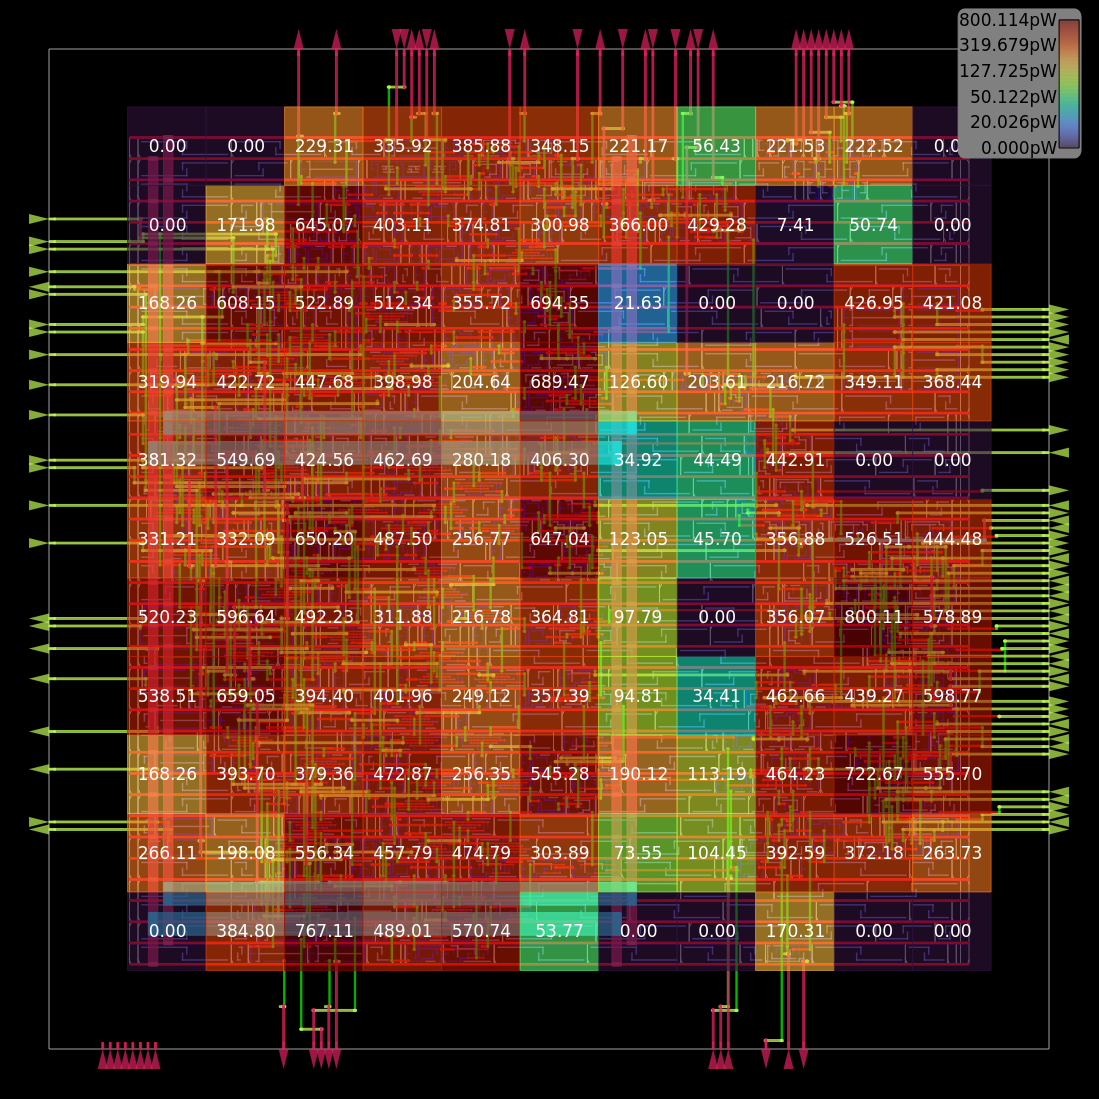 800.114pW
319.679pW
127.725pW
50.122pW
20.026pW
0.000pW
0.00 0.00 229.31 335.92 385.88 348.15 221.17 56.43 221.53 222.52 0.0
0.00 171.98 645.07 403.11 374.81 300.98 366.00 429.28 7.41 50.74 0.00
168.26 608.15 522.89 512.34 355.72 694.35 21.63 0.00 0.00 426.95 421.08
319.94 422.72 447.68 398.98 204.64 689.47 126.60 203.61 216.72 349.11 368.44
381.32 549.69 424.56 462.69 280.18 406.30 34.92 44.49 442.91 0.00 0.00
331.21 332.09 650.20 487.50 256.77 647.04 123.05 45.70 356.88 526.51 444.48
520.23 596.64 492.23 311.88 216.78 364.81 97.79 0.00 356.07 800.11 578.89
538.51 659.05 394.40 401.96 249.12 357.39 94.81 34.41 462.66 439.27 598.77
168.26 393.70 379.36 472.87 256.35 545.28 190.12 113.19 464.23 722.67 555.70
266.11 198.08 556.34 457.79 474.79 303.89 73.55 104.45 392.59 372.18 263.73
0.00 384.80 767.11 489.01 570.74 53.77 0.00 0.00 170.31 0.00 0.00